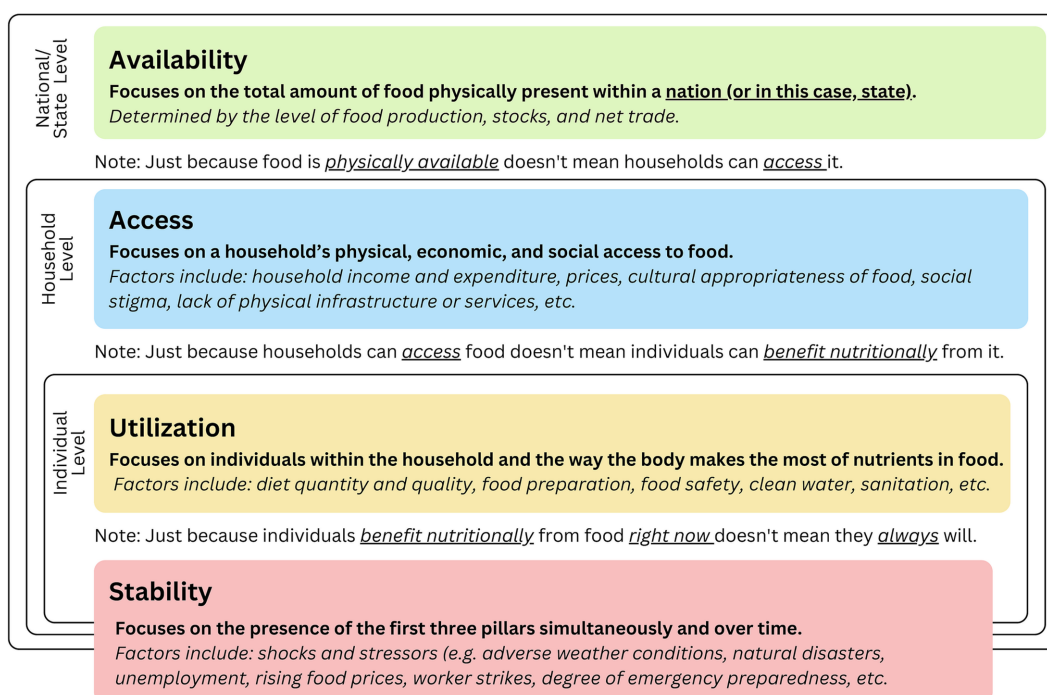 National/
State Level
Availability
Focuses on the total amount of food physically present within a nation (or in this case, state).
Determined by the level of food production, stocks, and net trade.
Note: Just because food is physically available doesn't mean households can access it.
Household
Level
Access
Focuses on a household’s physical, economic, and social access to food.
Factors include: household income and expenditure, prices, cultural appropriateness of food, social
stigma, lack of physical infrastructure or services, etc.
Note: Just because households can access food doesn't mean individuals can benefit nutritionally from it.
Individual
Level
Utilization
Focuses on individuals within the household and the way the body makes the most of nutrients in food.
Factors include: diet quantity and quality, food preparation, food safety, clean water, sanitation, etc.
Note: Just because individuals benefit nutritionally from food right now doesn't mean they always will.
Stability
Focuses on the presence of the first three pillars simultaneously and over time.
Factors include: shocks and stressors (e.g. adverse weather conditions, natural disasters,
unemployment, rising food prices, worker strikes, degree of emergency preparedness, etc.